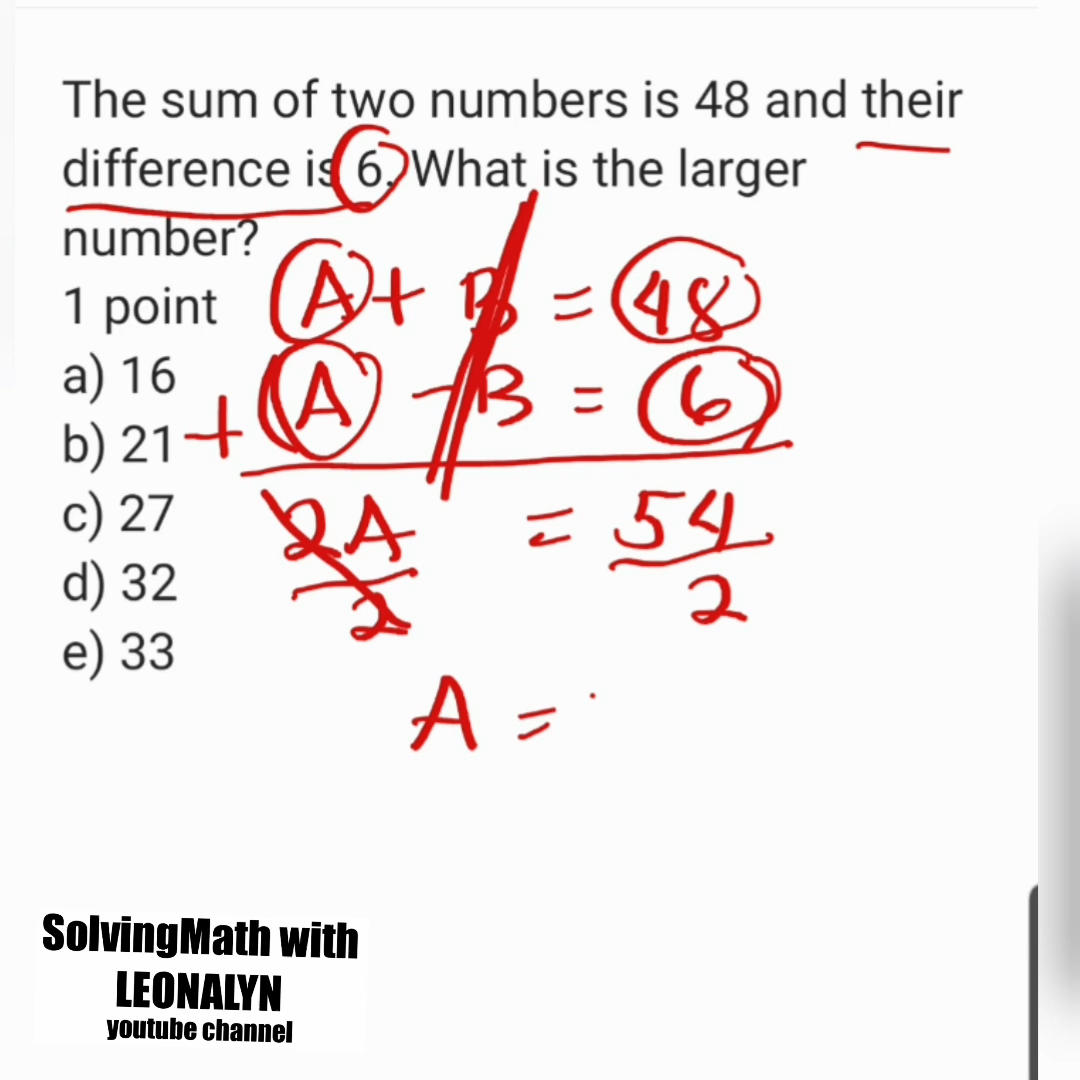 The sum of two numbers is 48 and their
difference is 6. What is the larger
number?
1 point
a) 16
b) 21
c) 27
d) 32
e) 33
A + B = 48
+ A - B = 6
2A = 54
2 2
A =
SolvingMath with
LEONALYN
youtube channel